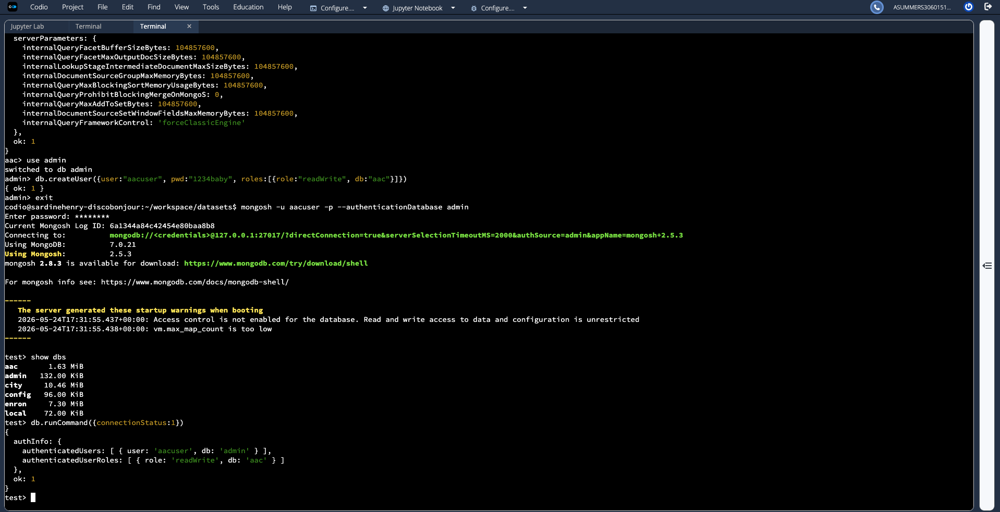 Codio Project File Edit Find View Tools Education Help Configure.... Jupyter Notebook Configure.... ASUMMERS3060151...
Jupyter Lab Terminal Terminal ×
  serverParameters: {
    internalQueryFacetBufferSizeBytes: 104857600,
    internalQueryFacetMaxOutputDocSizeBytes: 104857600,
    internalLookupStageIntermediateDocumentMaxSizeBytes: 104857600,
    internalDocumentSourceGroupMaxMemoryBytes: 104857600,
    internalQueryMaxBlockingSortMemoryUsageBytes: 104857600,
    internalQueryProhibitBlockingMergeOnMongoS: 0,
    internalQueryMaxAddToSetBytes: 104857600,
    internalDocumentSourceSetWindowFieldsMaxMemoryBytes: 104857600,
    internalQueryFrameworkControl: 'forceClassicEngine'
  },
  ok: 1
}
aac> use admin
switched to db admin
admin> db.createUser({user:"aacuser", pwd:"1234baby", roles:[{role:"readWrite", db:"aac"}]})
{ ok: 1 }
admin> exit
codio@sardinehenry-discobonjour:~/workspace/datasets$ mongosh -u aacuser -p --authenticationDatabase admin
Enter password: ********
Current Mongosh Log ID: 6a1344a84c42454e80baa8b8
Connecting to:          mongodb://<credentials>@127.0.0.1:27017/?directConnection=true&serverSelectionTimeoutMS=2000&authSource=admin&appName=mongosh+2.5.3
Using MongoDB:          7.0.21
Using Mongosh:          2.5.3
mongosh 2.8.3 is available for download: https://www.mongodb.com/try/download/shell
For mongosh info see: https://www.mongodb.com/docs/mongodb-shell/
------
   The server generated these startup warnings when booting
   2026-05-24T17:31:55.437+00:00: Access control is not enabled for the database. Read and write access to data and configuration is unrestricted
   2026-05-24T17:31:55.438+00:00: vm.max_map_count is too low
------
test> show dbs
aac       1.63 MiB
admin   132.00 KiB
city     10.46 MiB
config   96.00 KiB
enron     7.30 MiB
local    72.00 KiB
test> db.runCommand({connectionStatus:1})
{
  authInfo: {
    authenticatedUsers: [ { user: 'aacuser', db: 'admin' } ],
    authenticatedUserRoles: [ { role: 'readWrite', db: 'aac' } ]
  },
  ok: 1
}
test>